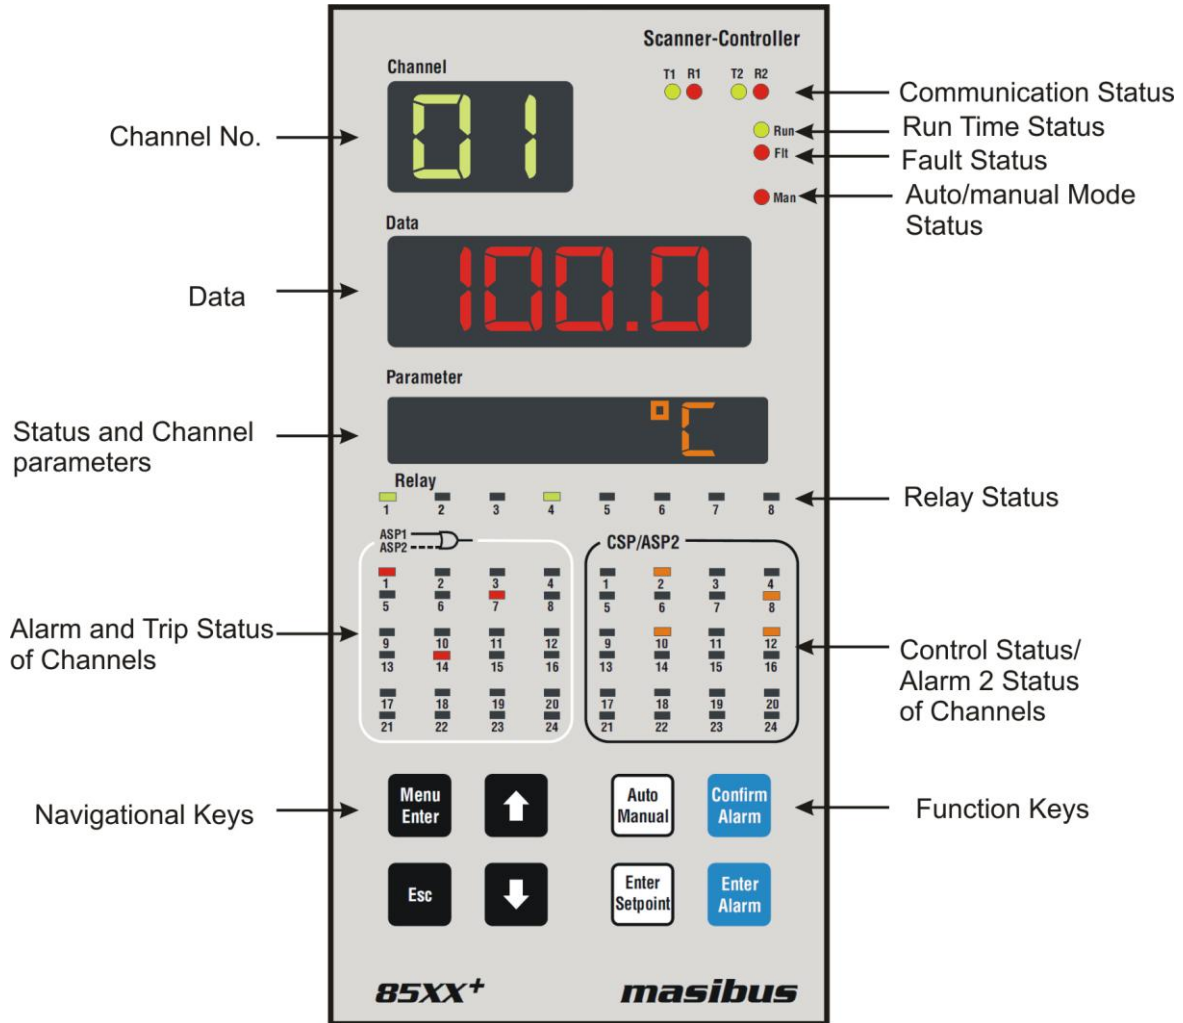 Scanner-Controller
Channel
T1 R1 T2 R2
01
Communication Status
Channel No.
Run
Run Time Status
Flt
Fault Status
Man
Auto/manual Mode
Status
Data
100.0
Data
Parameter
°C
Status and Channel
parameters
Relay
1 2 3 4 5 6 7 8
Relay Status
ASP1
ASP2
CSP/ASP2
1 2 3 4
5 6 7 8
9 10 11 12
13 14 15 16
17 18 19 20
21 22 23 24
1 2 3 4
5 6 7 8
9 10 11 12
13 14 15 16
17 18 19 20
21 22 23 24
Alarm and Trip Status
of Channels
Control Status/
Alarm 2 Status
of Channels
Navigational Keys
Menu
Enter
Auto
Manual
Confirm
Alarm
Function Keys
Esc
Enter
Setpoint
Enter
Alarm
85XX+
masibus